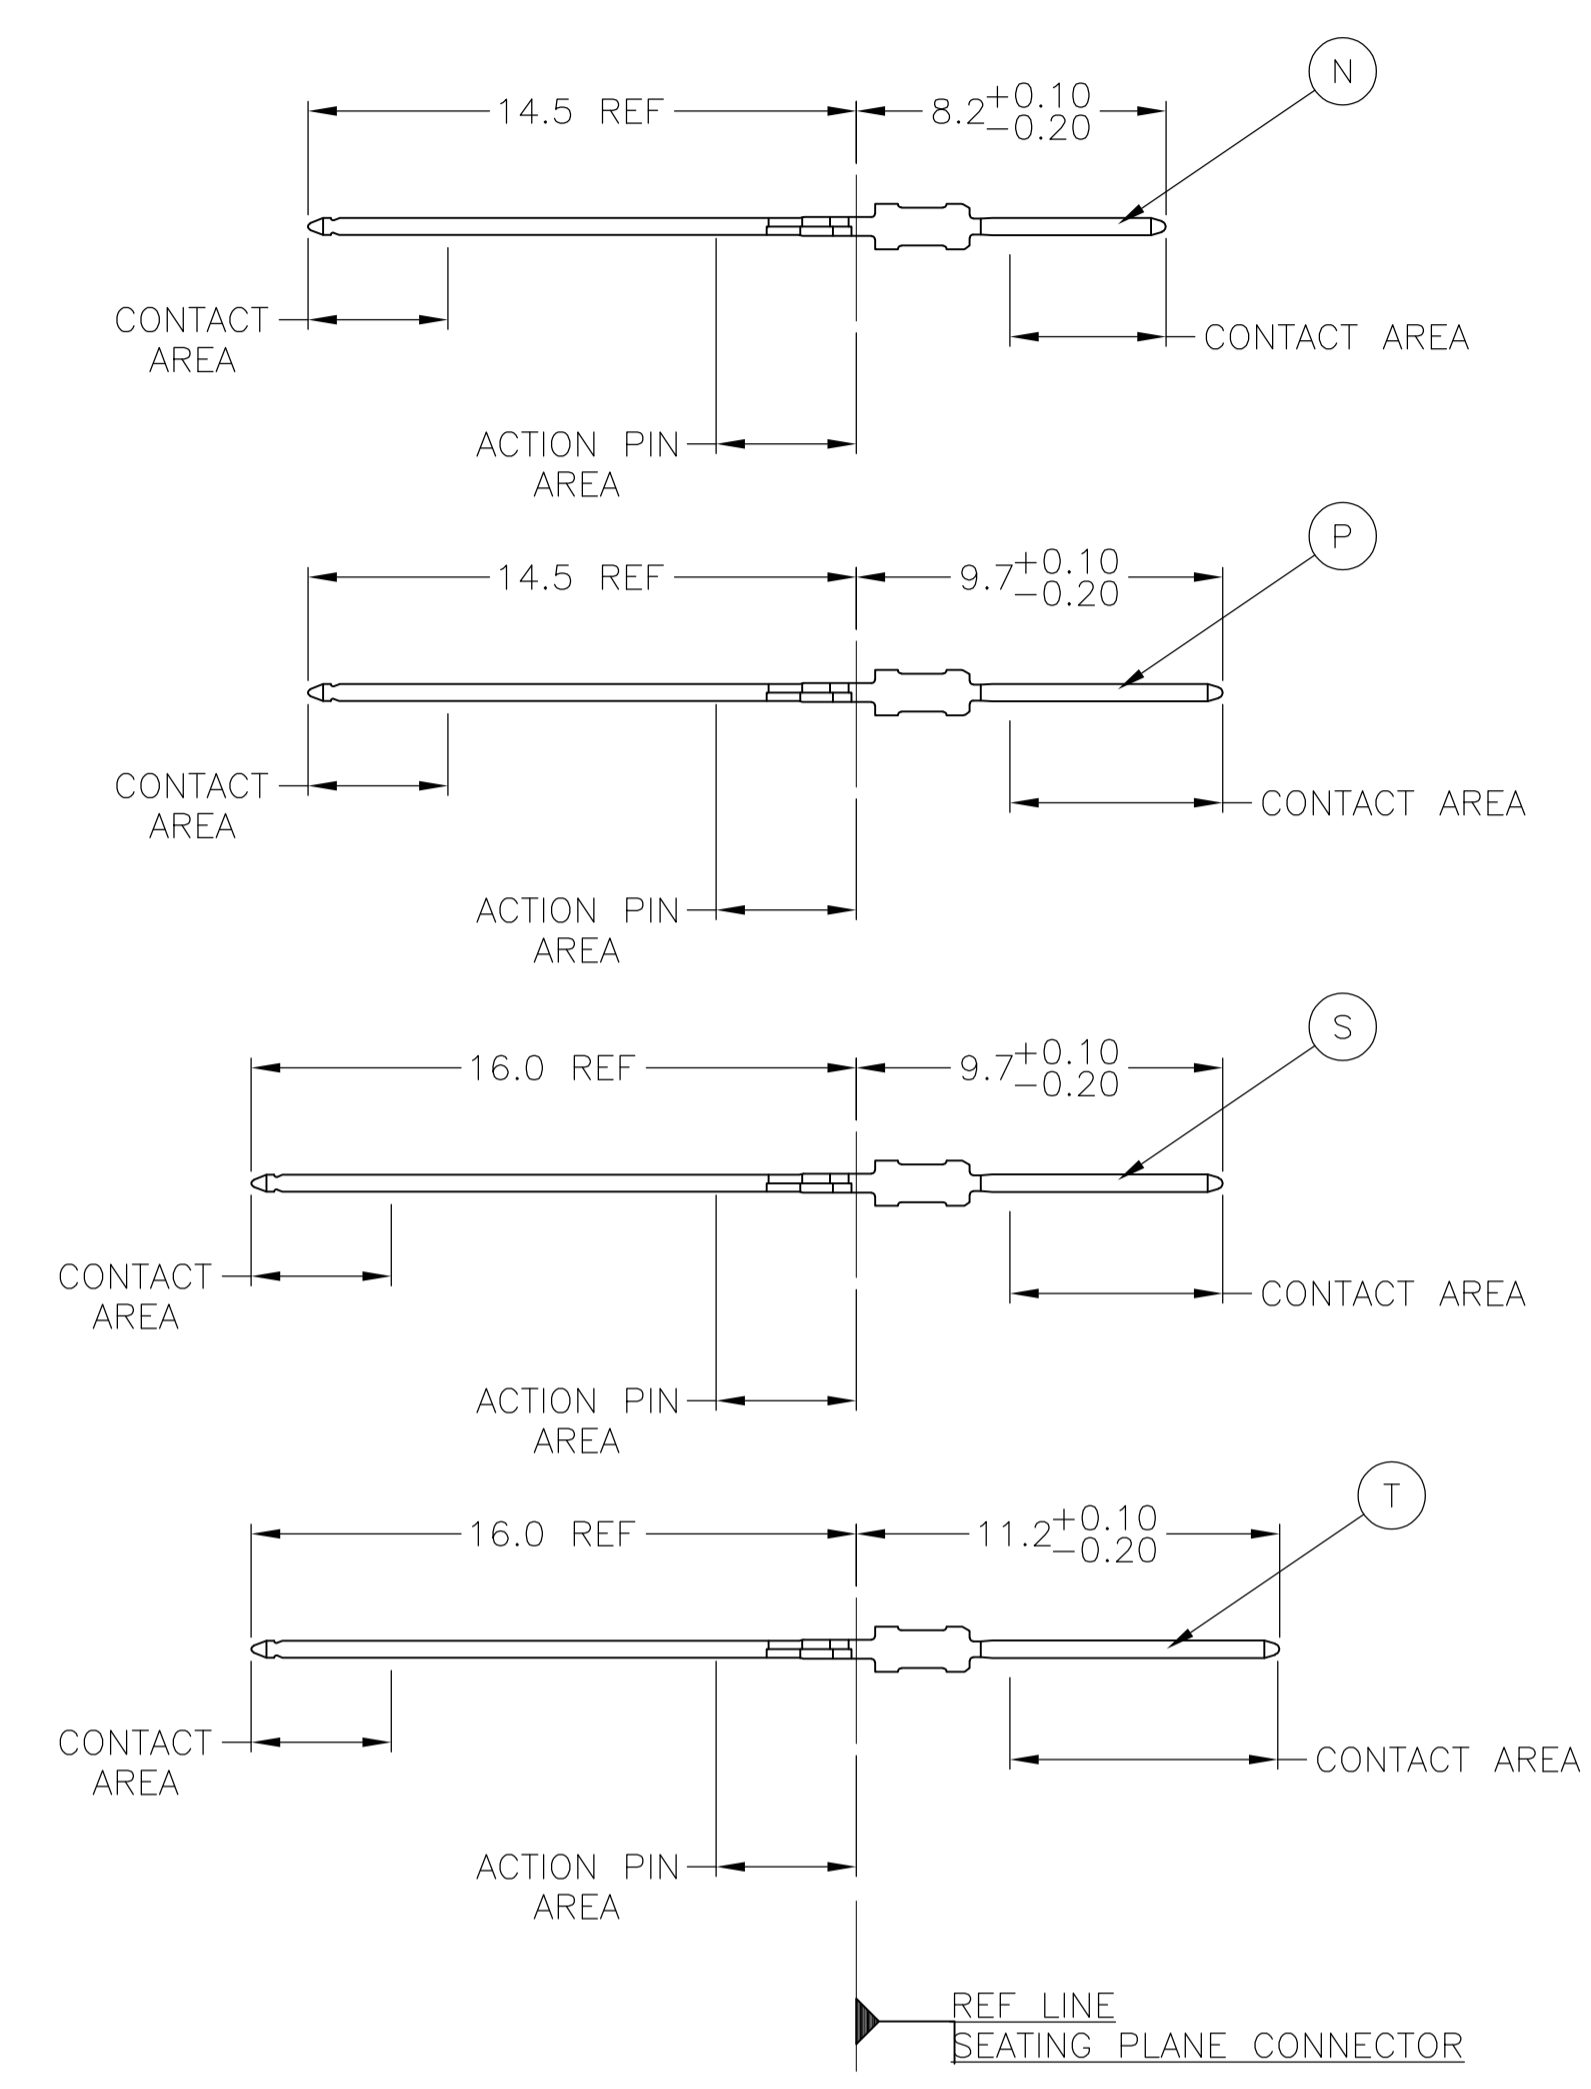 N
14.5 REF
8.2 +0.10
-0.20
CONTACT
AREA
CONTACT AREA
ACTION PIN
AREA
P
14.5 REF
9.7 +0.10
-0.20
CONTACT
AREA
CONTACT AREA
ACTION PIN
AREA
S
16.0 REF
9.7 +0.10
-0.20
CONTACT
AREA
CONTACT AREA
ACTION PIN
AREA
T
16.0 REF
11.2 +0.10
-0.20
CONTACT
AREA
CONTACT AREA
ACTION PIN
AREA
REF LINE
SEATING PLANE CONNECTOR